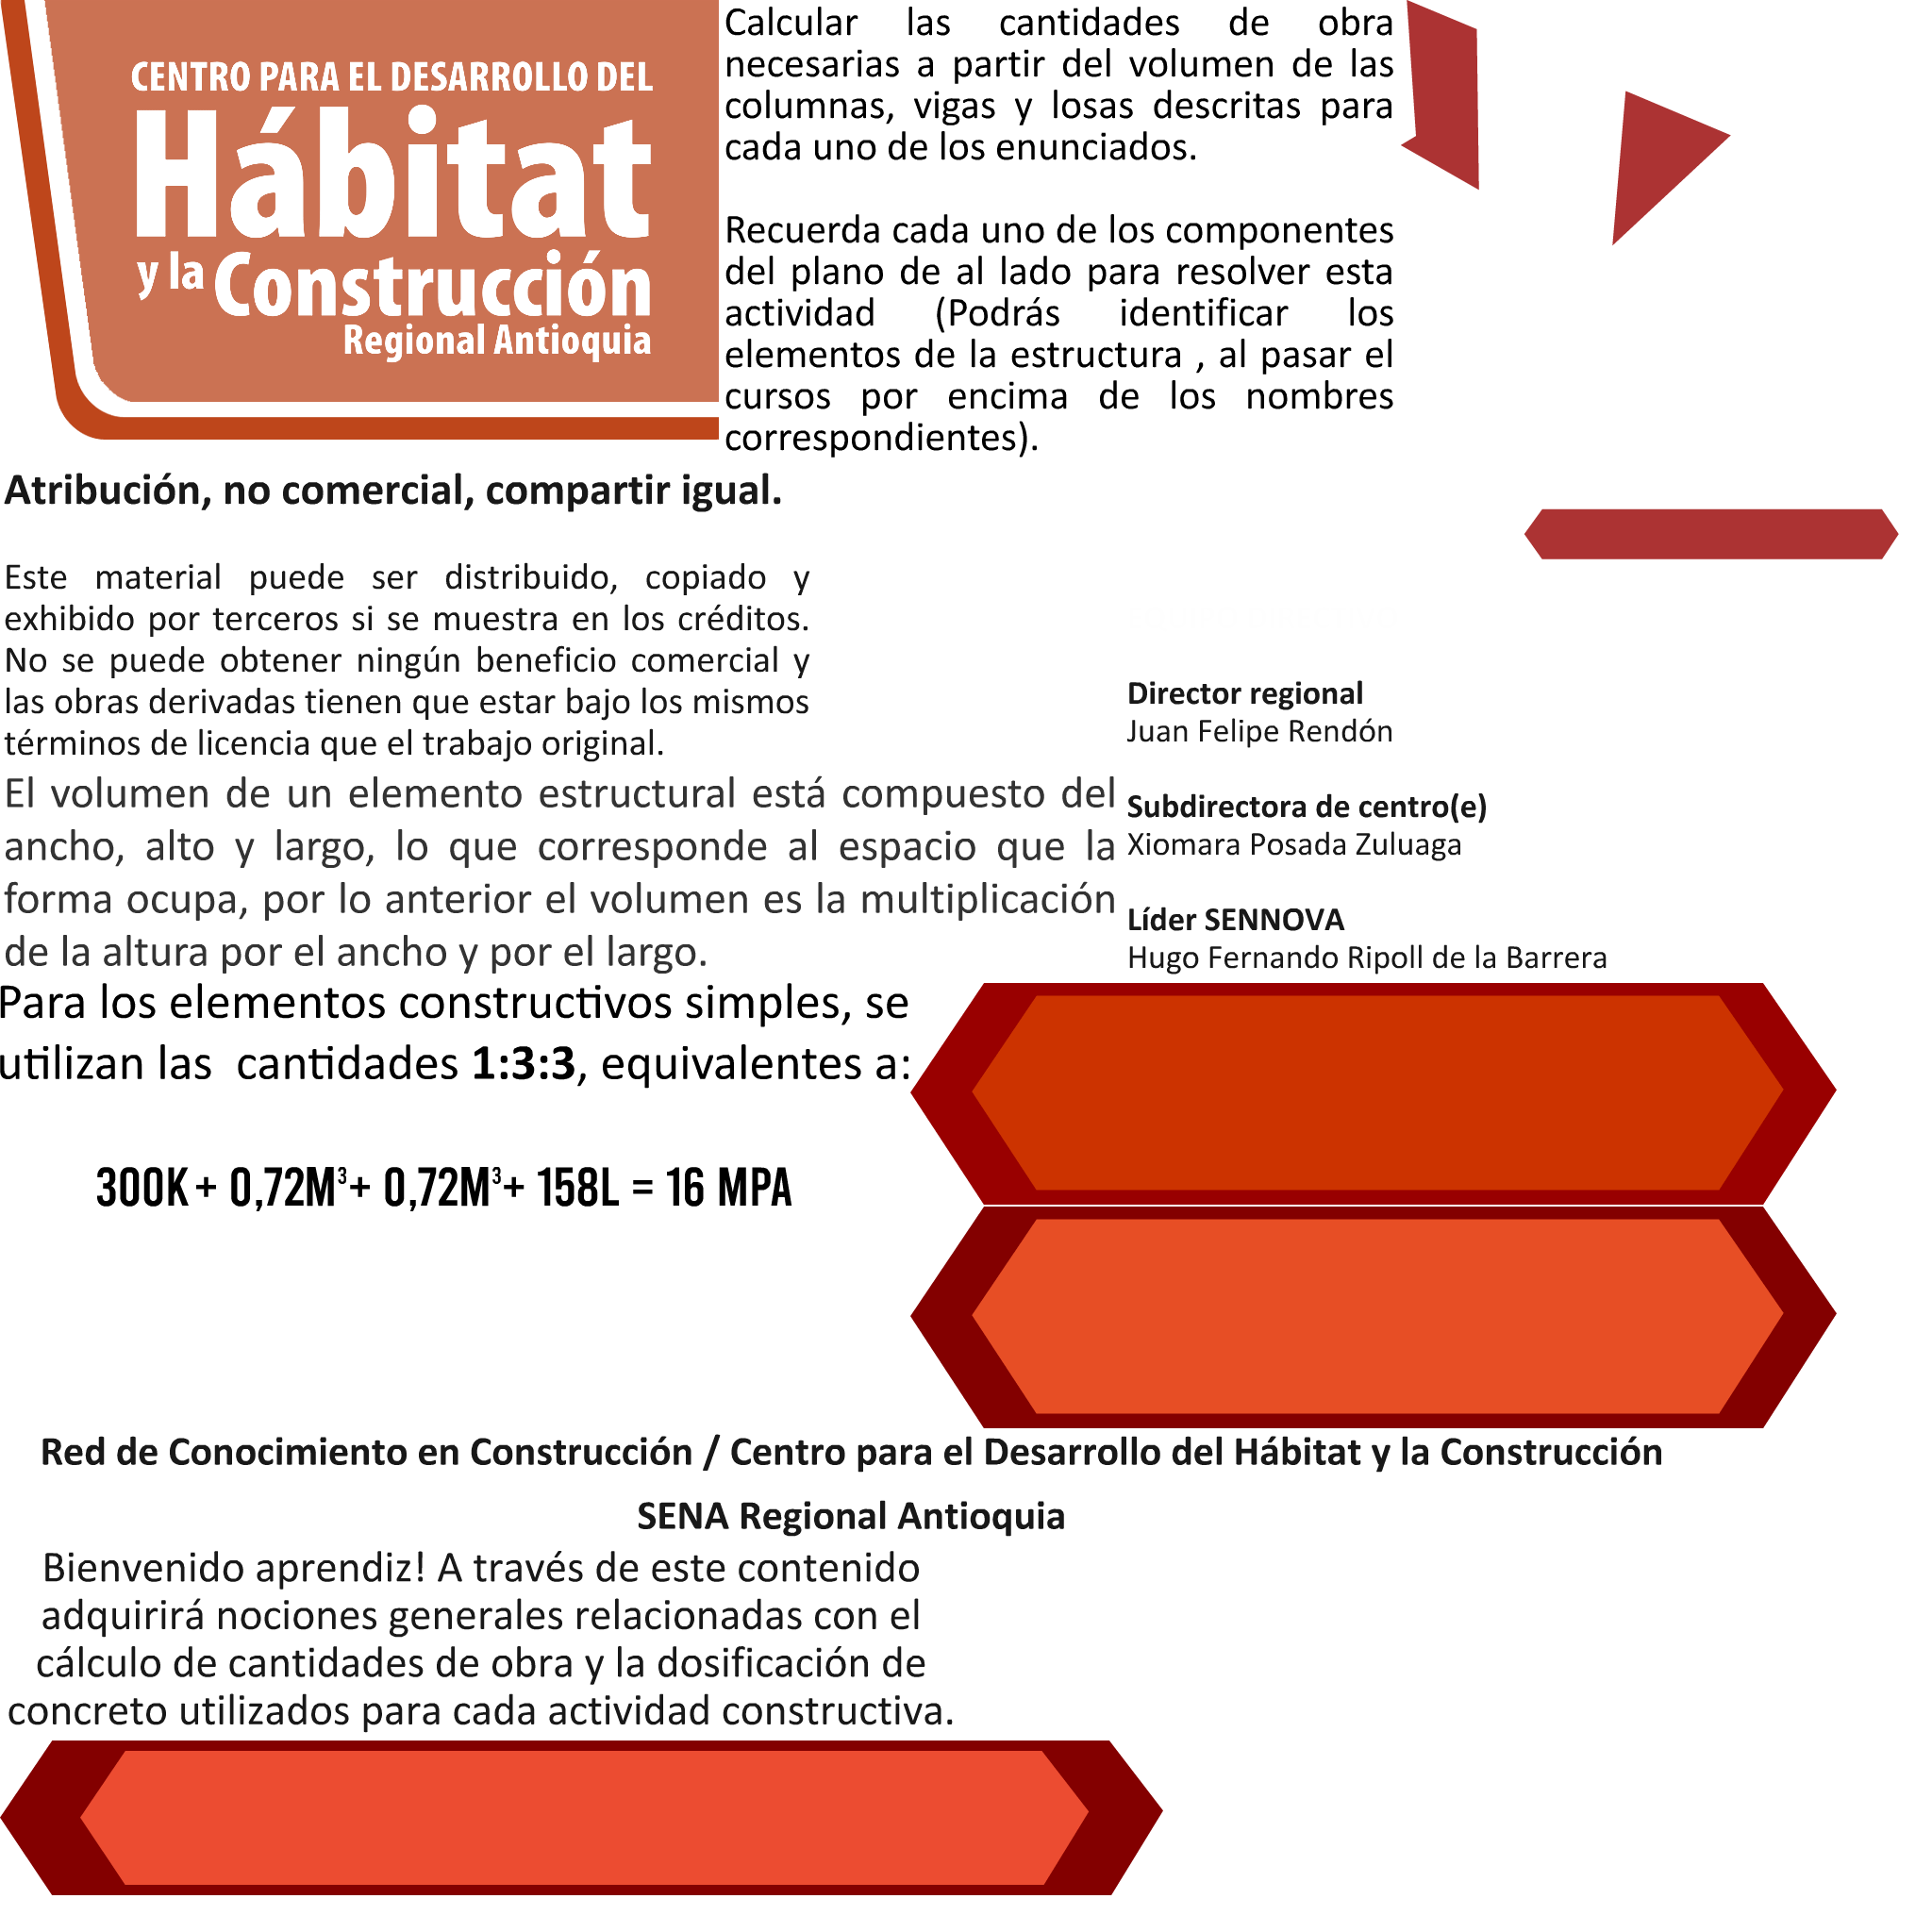 CENTRO PARA EL DESARROLLO DEL
Hábitat
y la Construcción
Regional Antioquia
Calcular las cantidades de obra
necesarias a partir del volumen de las
columnas, vigas y losas descritas para
cada uno de los enunciados.
Recuerda cada uno de los componentes
del plano de al lado para resolver esta
actividad (Podrás identificar los
elementos de la estructura , al pasar el
cursos por encima de los nombres
correspondientes).
Atribución, no comercial, compartir igual.
Este material puede ser distribuido, copiado y
exhibido por terceros si se muestra en los créditos.
No se puede obtener ningún beneficio comercial y
las obras derivadas tienen que estar bajo los mismos
términos de licencia que el trabajo original.
Director regional
Juan Felipe Rendón
Subdirectora de centro(e)
Xiomara Posada Zuluaga
Líder SENNOVA
Hugo Fernando Ripoll de la Barrera
El volumen de un elemento estructural está compuesto del
ancho, alto y largo, lo que corresponde al espacio que la
forma ocupa, por lo anterior el volumen es la multiplicación
de la altura por el ancho y por el largo.
Para los elementos constructivos simples, se
utilizan las cantidades 1:3:3, equivalentes a:
300K + 0,72M³+ 0,72M³+ 158L = 16 MPA
Red de Conocimiento en Construcción / Centro para el Desarrollo del Hábitat y la Construcción
SENA Regional Antioquia
Bienvenido aprendiz! A través de este contenido
adquirirá nociones generales relacionadas con el
cálculo de cantidades de obra y la dosificación de
concreto utilizados para cada actividad constructiva.